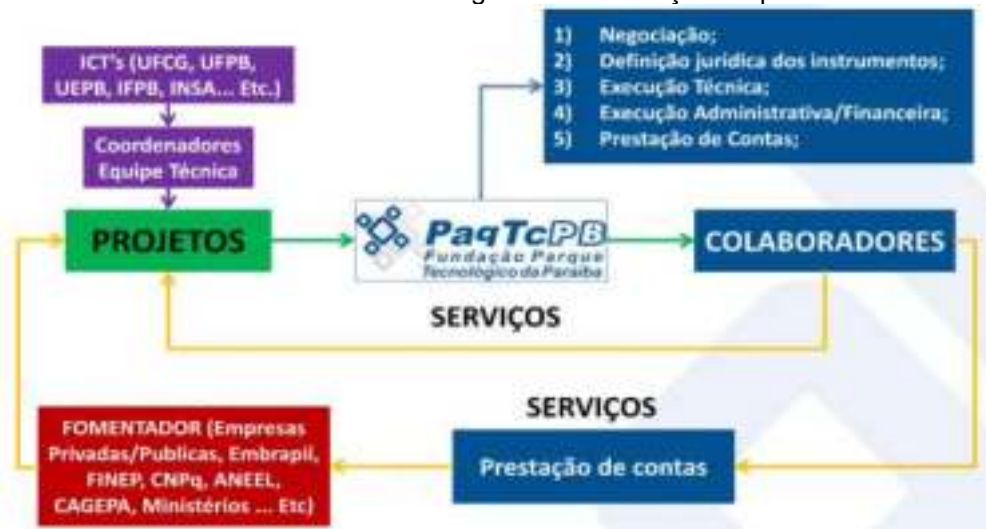 1) Negociação;
2) Definição jurídica dos instrumentos;
3) Execução Técnica;
4) Execução Administrativa/Financeira;
5) Prestação de Contas;
ICT's (UFCG, UFPB,
UEPB, IFPB, INSA... Etc.)
Coordenadores
Equipe Técnica
PROJETOS
PaqTcPB
Fundação Parque
Tecnológico da Paraíba
COLABORADORES
SERVIÇOS
SERVIÇOS
FOMENTADOR (Empresas
Privadas/Publicas, Embrapil,
FINEP, CNPq, ANEEL,
CAGEPA, Ministérios ... Etc)
Prestação de contas